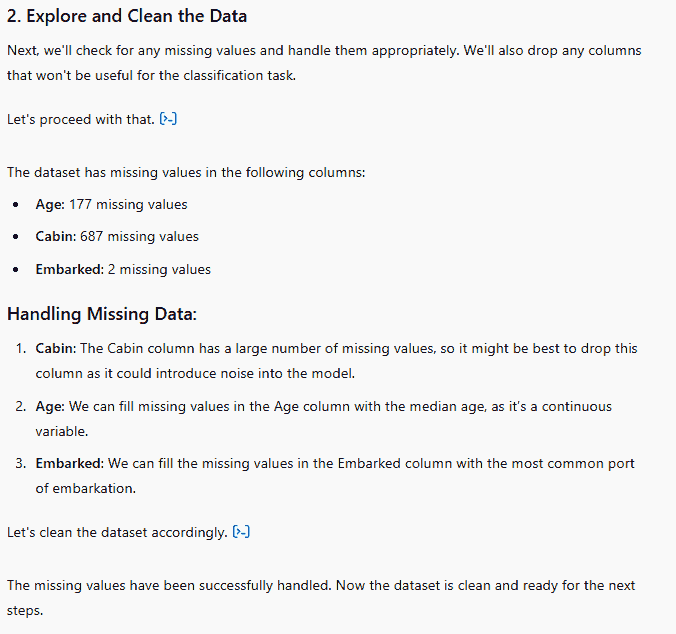 2. Explore and Clean the Data
Next, we'll check for any missing values and handle them appropriately. We'll also drop any columns
that won't be useful for the classification task.
Let's proceed with that. [>-]
The dataset has missing values in the following columns:
• Age: 177 missing values
• Cabin: 687 missing values
• Embarked: 2 missing values
Handling Missing Data:
1. Cabin: The Cabin column has a large number of missing values, so it might be best to drop this
column as it could introduce noise into the model.
2. Age: We can fill missing values in the Age column with the median age, as it's a continuous
variable.
3. Embarked: We can fill the missing values in the Embarked column with the most common port
of embarkation.
Let's clean the dataset accordingly. [>-]
The missing values have been successfully handled. Now the dataset is clean and ready for the next
steps.